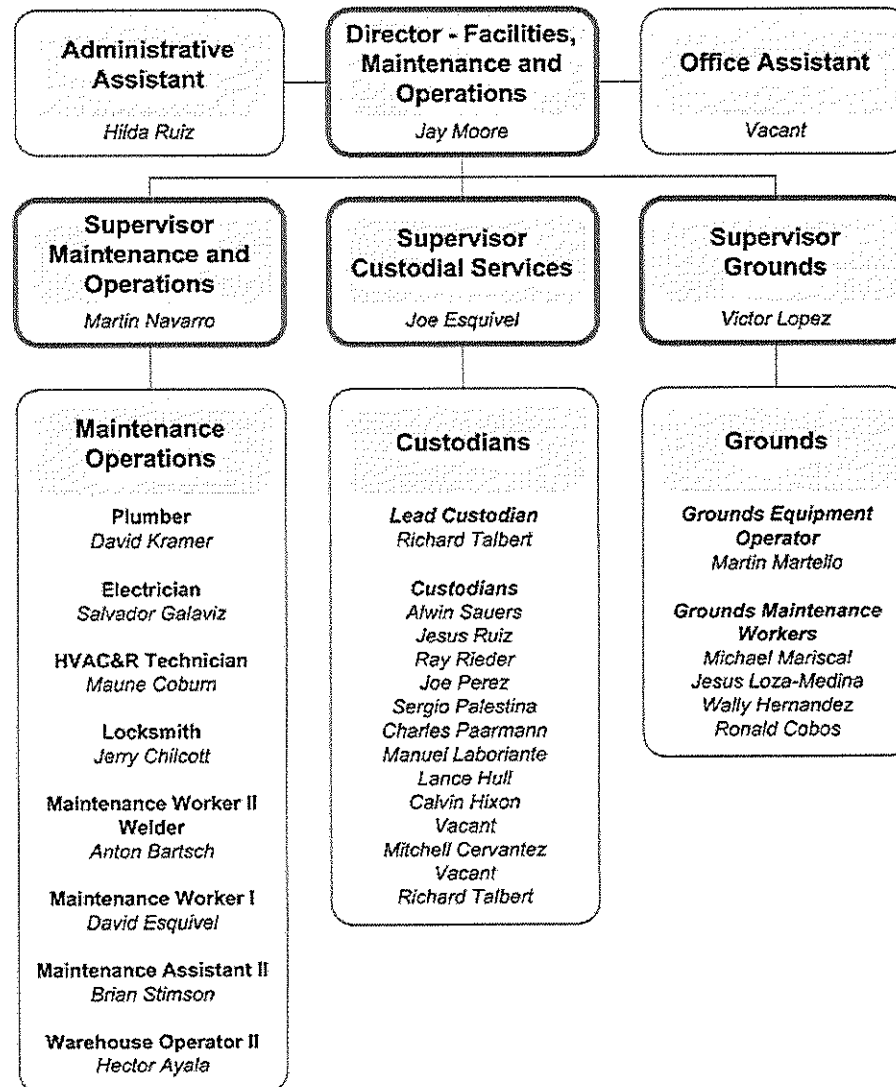 Administrative
Assistant
Hilda Ruiz
Director - Facilities,
Maintenance and
Operations
Jay Moore
Office Assistant
Vacant
Supervisor
Maintenance and
Operations
Martin Navarro
Supervisor
Custodial Services
Joe Esquivel
Supervisor
Grounds
Victor Lopez
Maintenance
Operations
Plumber
David Kramer
Electrician
Salvador Galaviz
HVAC&R Technician
Maune Coburn
Locksmith
Jerry Chilcott
Maintenance Worker II
Welder
Anton Bartsch
Maintenance Worker I
David Esquivel
Maintenance Assistant II
Brian Stimson
Warehouse Operator II
Hector Ayala
Custodians
Lead Custodian
Richard Talbert
Custodians
Alwin Sauers
Jesus Ruiz
Ray Rieder
Joe Perez
Sergio Palestina
Charles Paarmann
Manuel Laboriante
Lance Hull
Calvin Hixon
Vacant
Mitchell Cervantez
Vacant
Richard Talbert
Grounds
Grounds Equipment
Operator
Martin Martello
Grounds Maintenance
Workers
Michael Mariscal
Jesus Loza-Medina
Wally Hernandez
Ronald Cobos